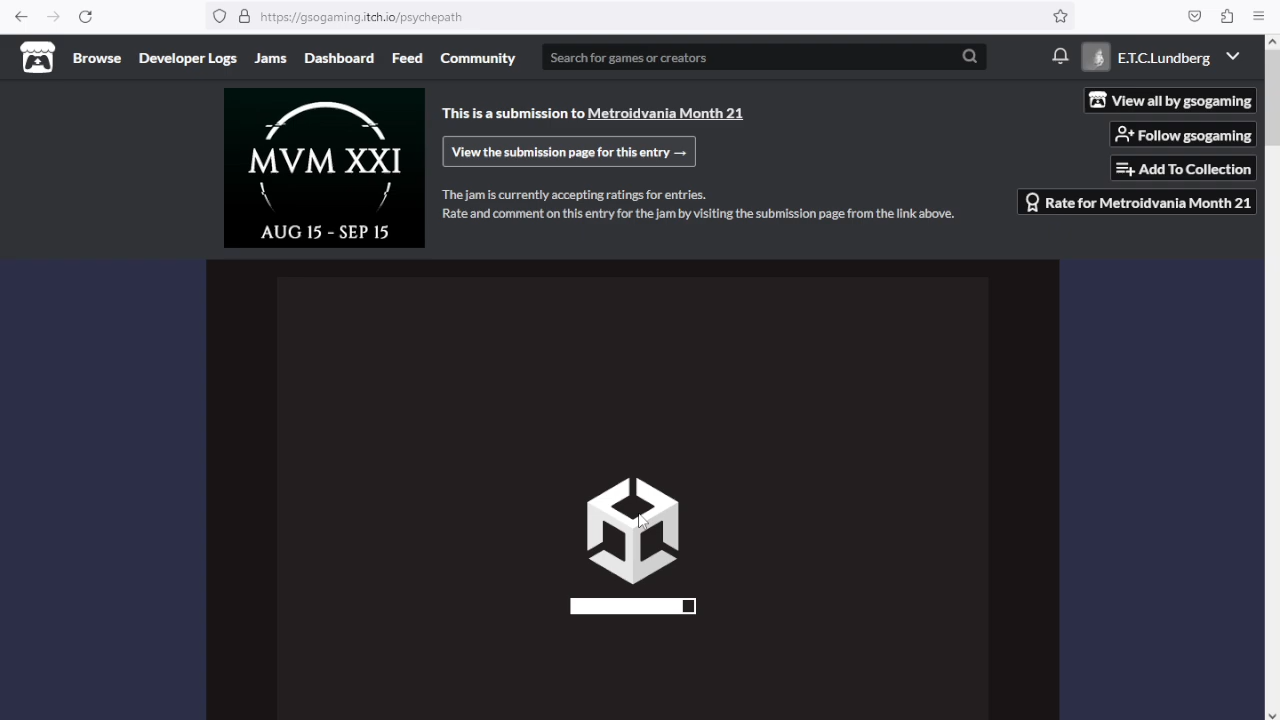 https://gsogaming.itch.io/psychepath
Browse Developer Logs Jams Dashboard Feed Community Search for games or creators E.T.C.Lundberg
MVM XXI
AUG 15 - SEP 15
This is a submission to Metroidvania Month 21
View the submission page for this entry →
The jam is currently accepting ratings for entries.
Rate and comment on this entry for the jam by visiting the submission page from the link above.
View all by gsogaming
Follow gsogaming
Add To Collection
Rate for Metroidvania Month 21